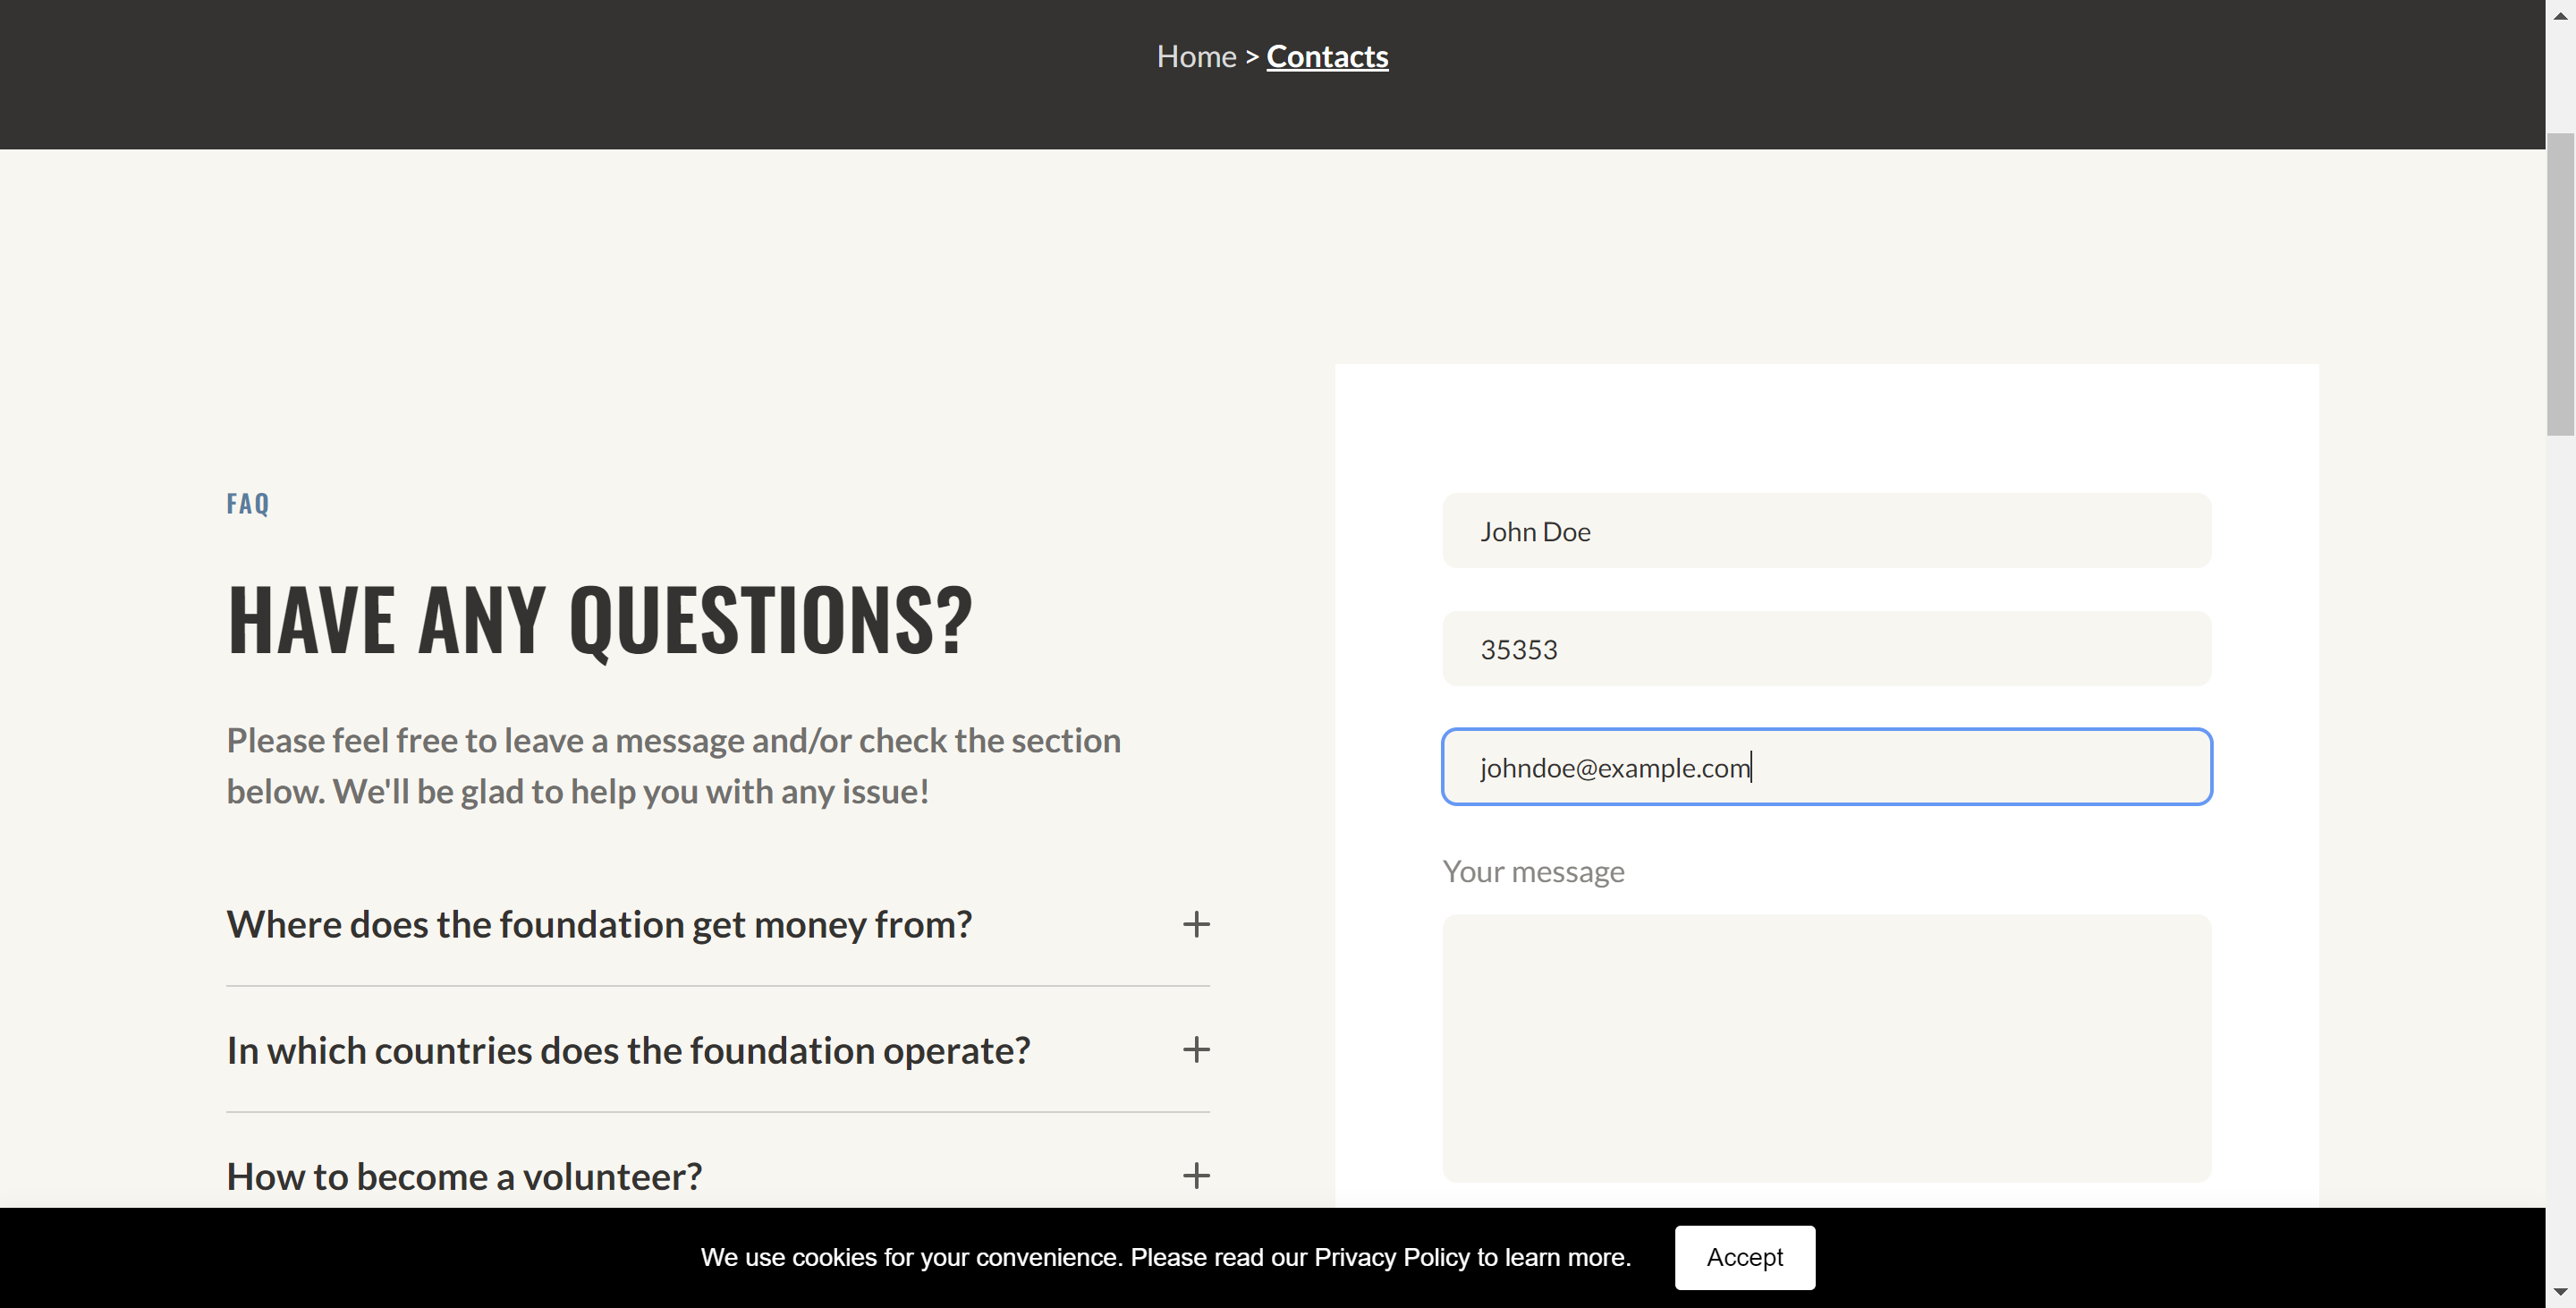 Home > Contacts
FAQ
HAVE ANY QUESTIONS?
Please feel free to leave a message and/or check the section
below. We'll be glad to help you with any issue!
Where does the foundation get money from?
In which countries does the foundation operate?
How to become a volunteer?
John Doe
35353
johndoe@example.com
Your message
We use cookies for your convenience. Please read our Privacy Policy to learn more.
Accept